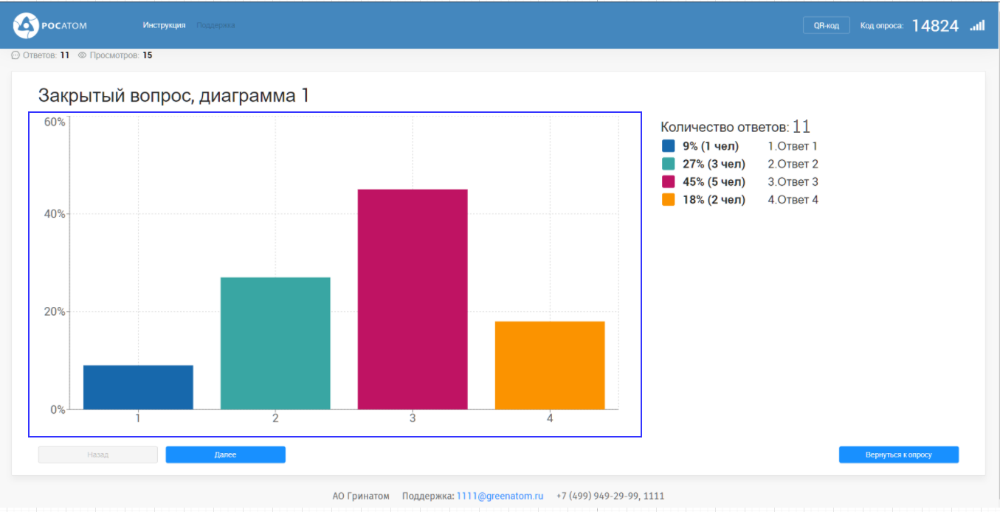 РОСАТОМ Инструкция Поддержка QR-код Код опроса: 14824
Ответов: 11 Просмотров: 15
Закрытый вопрос, диаграмма 1
60%
40%
20%
0%
1 2 3 4
Количество ответов: 11
9% (1 чел) 1.Ответ 1
27% (3 чел) 2.Ответ 2
45% (5 чел) 3.Ответ 3
18% (2 чел) 4.Ответ 4
Назад Далее Вернуться к опросу
АО Гринатом Поддержка: 1111@greenatom.ru +7 (499) 949-29-99, 1111